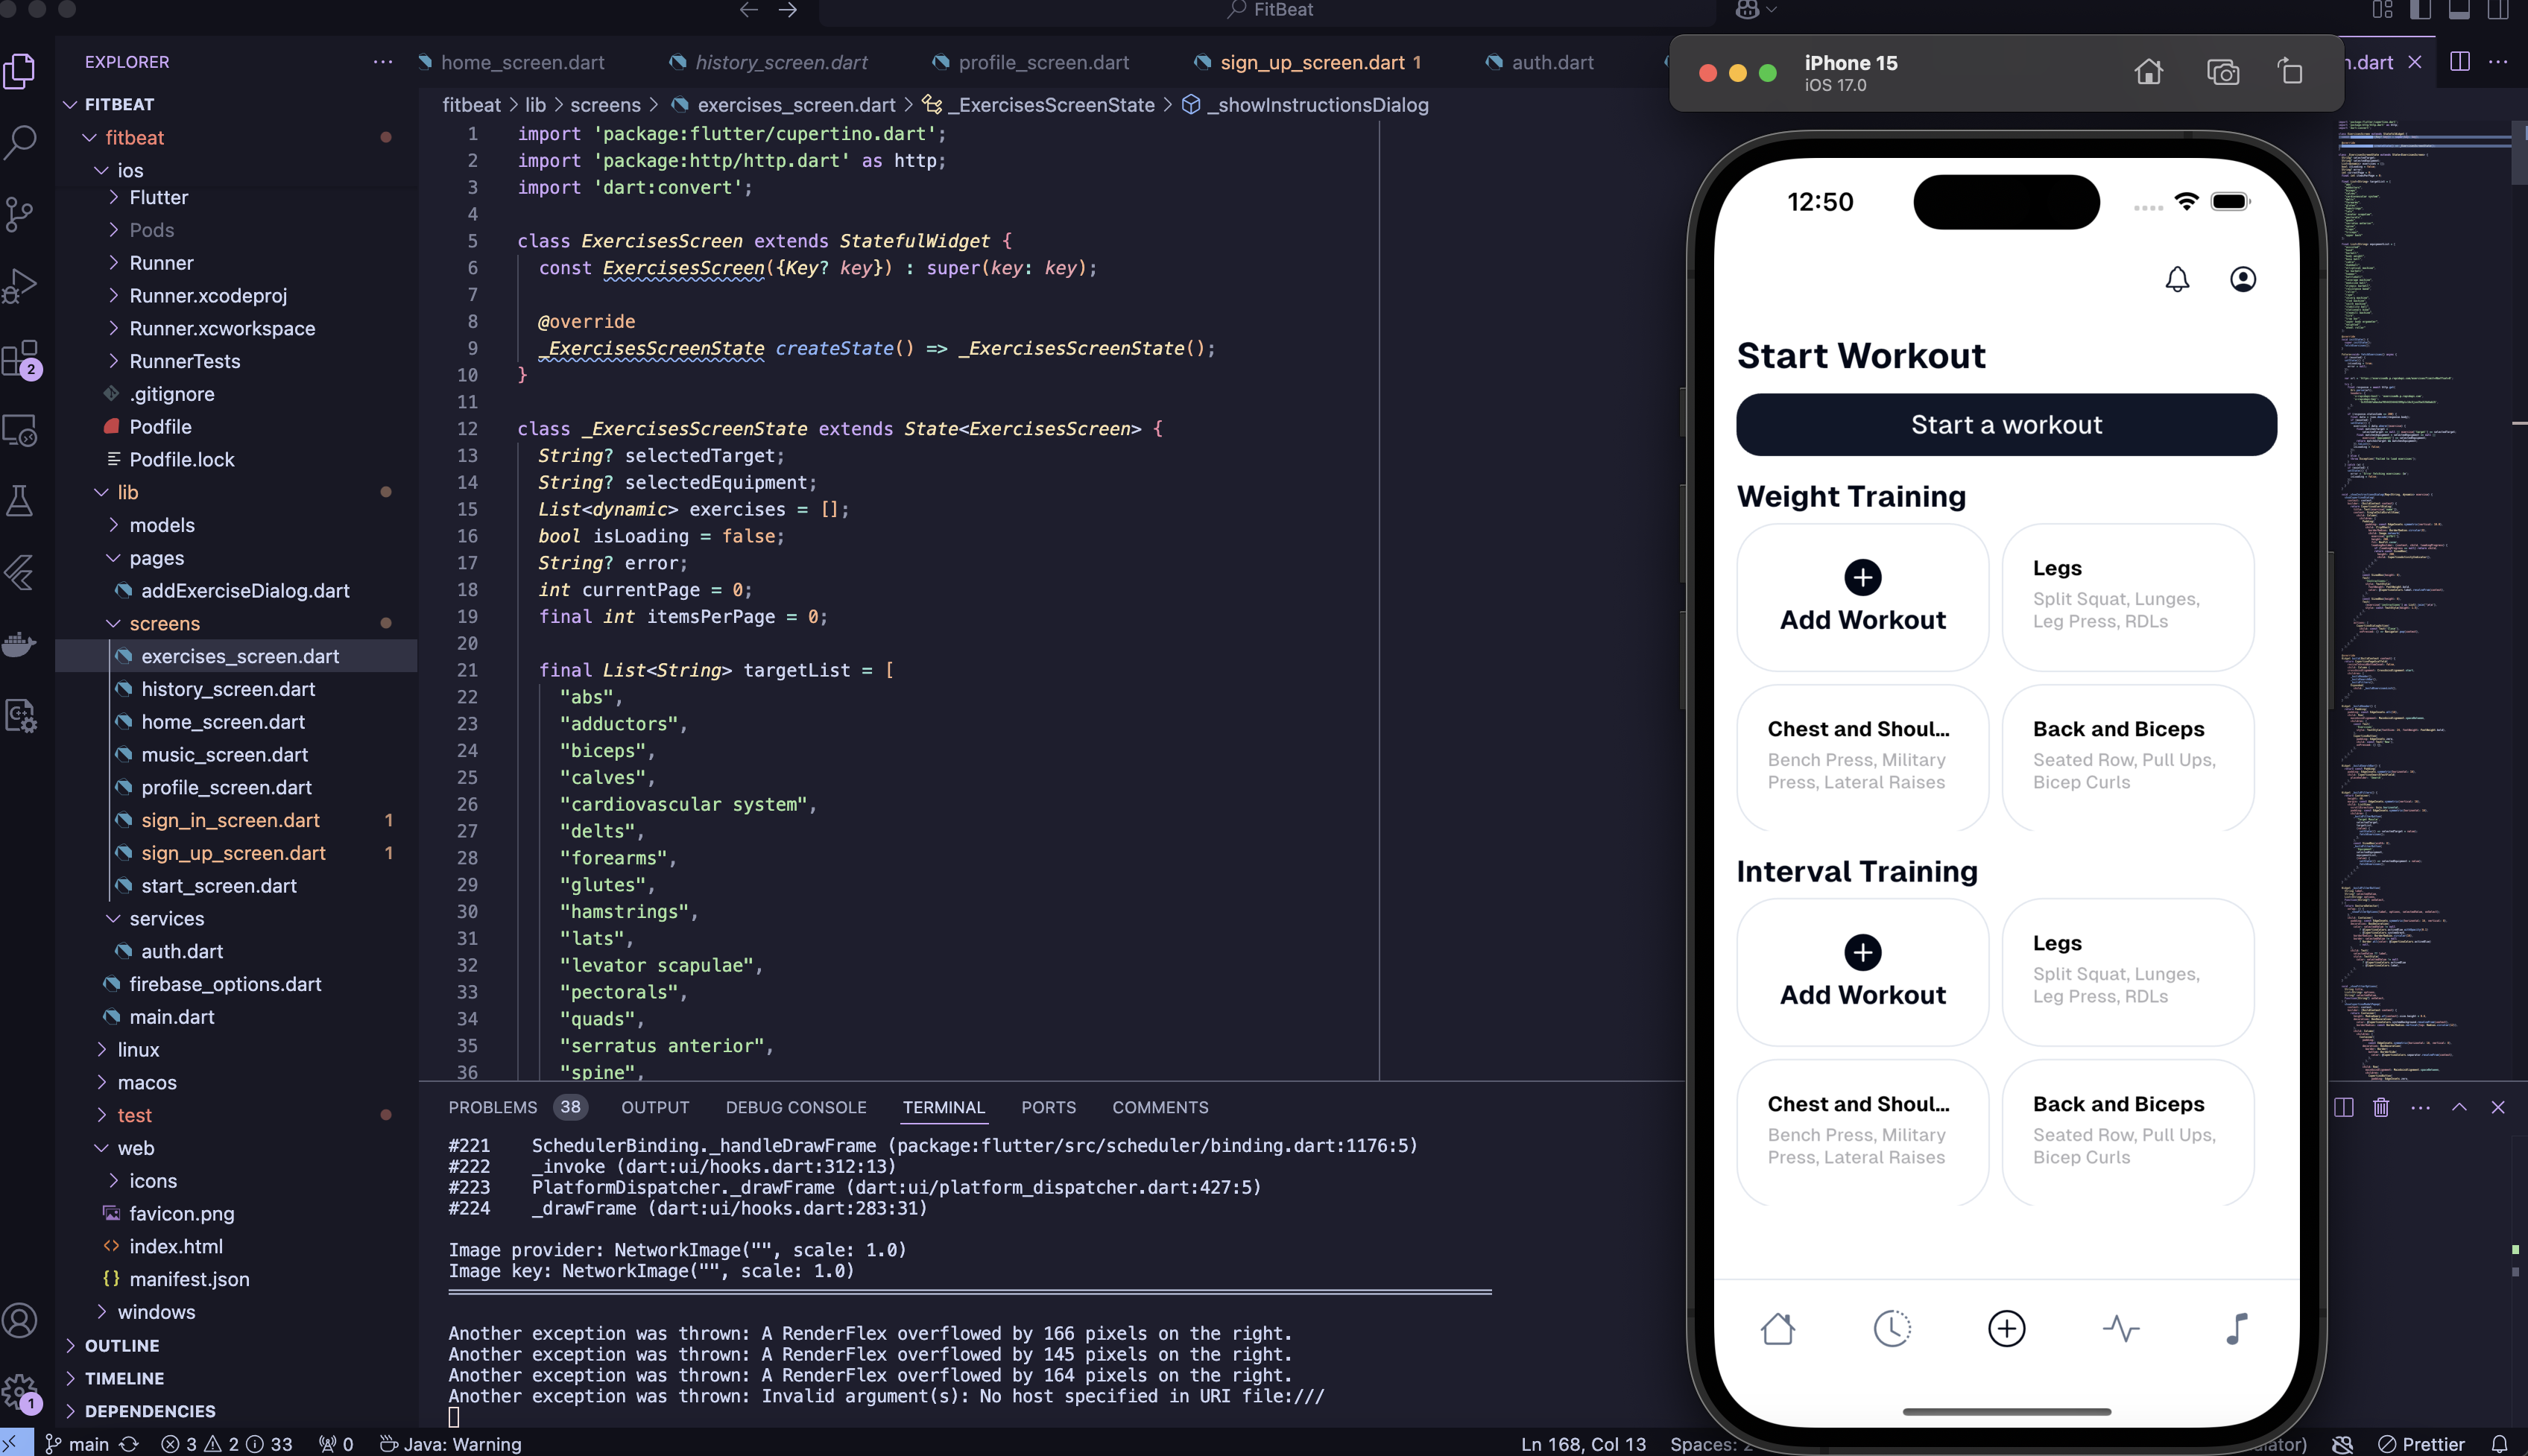 FitBeat
EXPLORER
FITBEAT
fitbeat
ios
Flutter
Pods
Runner
Runner.xcodeproj
Runner.xcworkspace
RunnerTests
.gitignore
Podfile
Podfile.lock
lib
models
pages
addExerciseDialog.dart
screens
exercises_screen.dart
history_screen.dart
home_screen.dart
music_screen.dart
profile_screen.dart
sign_in_screen.dart 1
sign_up_screen.dart 1
start_screen.dart
services
auth.dart
firebase_options.dart
main.dart
linux
macos
test
web
icons
favicon.png
index.html
manifest.json
windows
OUTLINE
TIMELINE
DEPENDENCIES
2
1
home_screen.dart history_screen.dart profile_screen.dart sign_up_screen.dart 1 auth.dart
n.dart
fitbeat > lib > screens > exercises_screen.dart > _ExercisesScreenState > _showInstructionsDialog
1 import 'package:flutter/cupertino.dart';
2 import 'package:http/http.dart' as http;
3 import 'dart:convert';
4
5 class ExercisesScreen extends StatefulWidget {
6 const ExercisesScreen({Key? key}) : super(key: key);
7
8 @override
9 _ExercisesScreenState createState() => _ExercisesScreenState();
10 }
11
12 class _ExercisesScreenState extends State<ExercisesScreen> {
13 String? selectedTarget;
14 String? selectedEquipment;
15 List<dynamic> exercises = [];
16 bool isLoading = false;
17 String? error;
18 int currentPage = 0;
19 final int itemsPerPage = 0;
20
21 final List<String> targetList = [
22 "abs",
23 "adductors",
24 "biceps",
25 "calves",
26 "cardiovascular system",
27 "delts",
28 "forearms",
29 "glutes",
30 "hamstrings",
31 "lats",
32 "levator scapulae",
33 "pectorals",
34 "quads",
35 "serratus anterior",
36 "spine",
PROBLEMS 38 OUTPUT DEBUG CONSOLE TERMINAL PORTS COMMENTS
#221 SchedulerBinding._handleDrawFrame (package:flutter/src/scheduler/binding.dart:1176:5)
#222 _invoke (dart:ui/hooks.dart:312:13)
#223 PlatformDispatcher._drawFrame (dart:ui/platform_dispatcher.dart:427:5)
#224 _drawFrame (dart:ui/hooks.dart:283:31)
Image provider: NetworkImage("", scale: 1.0)
Image key: NetworkImage("", scale: 1.0)
Another exception was thrown: A RenderFlex overflowed by 166 pixels on the right.
Another exception was thrown: A RenderFlex overflowed by 145 pixels on the right.
Another exception was thrown: A RenderFlex overflowed by 164 pixels on the right.
Another exception was thrown: Invalid argument(s): No host specified in URI file:///
iPhone 15
iOS 17.0
12:50
Start Workout
Start a workout
Weight Training
Add Workout
Legs
Split Squat, Lunges,
Leg Press, RDLs
Chest and Shoul...
Bench Press, Military
Press, Lateral Raises
Back and Biceps
Seated Row, Pull Ups,
Bicep Curls
Interval Training
Add Workout
Legs
Split Squat, Lunges,
Leg Press, RDLs
Chest and Shoul...
Bench Press, Military
Press, Lateral Raises
Back and Biceps
Seated Row, Pull Ups,
Bicep Curls
main 3 2 33 0 Java: Warning Ln 168, Col 13 Spaces: 2 Prettier